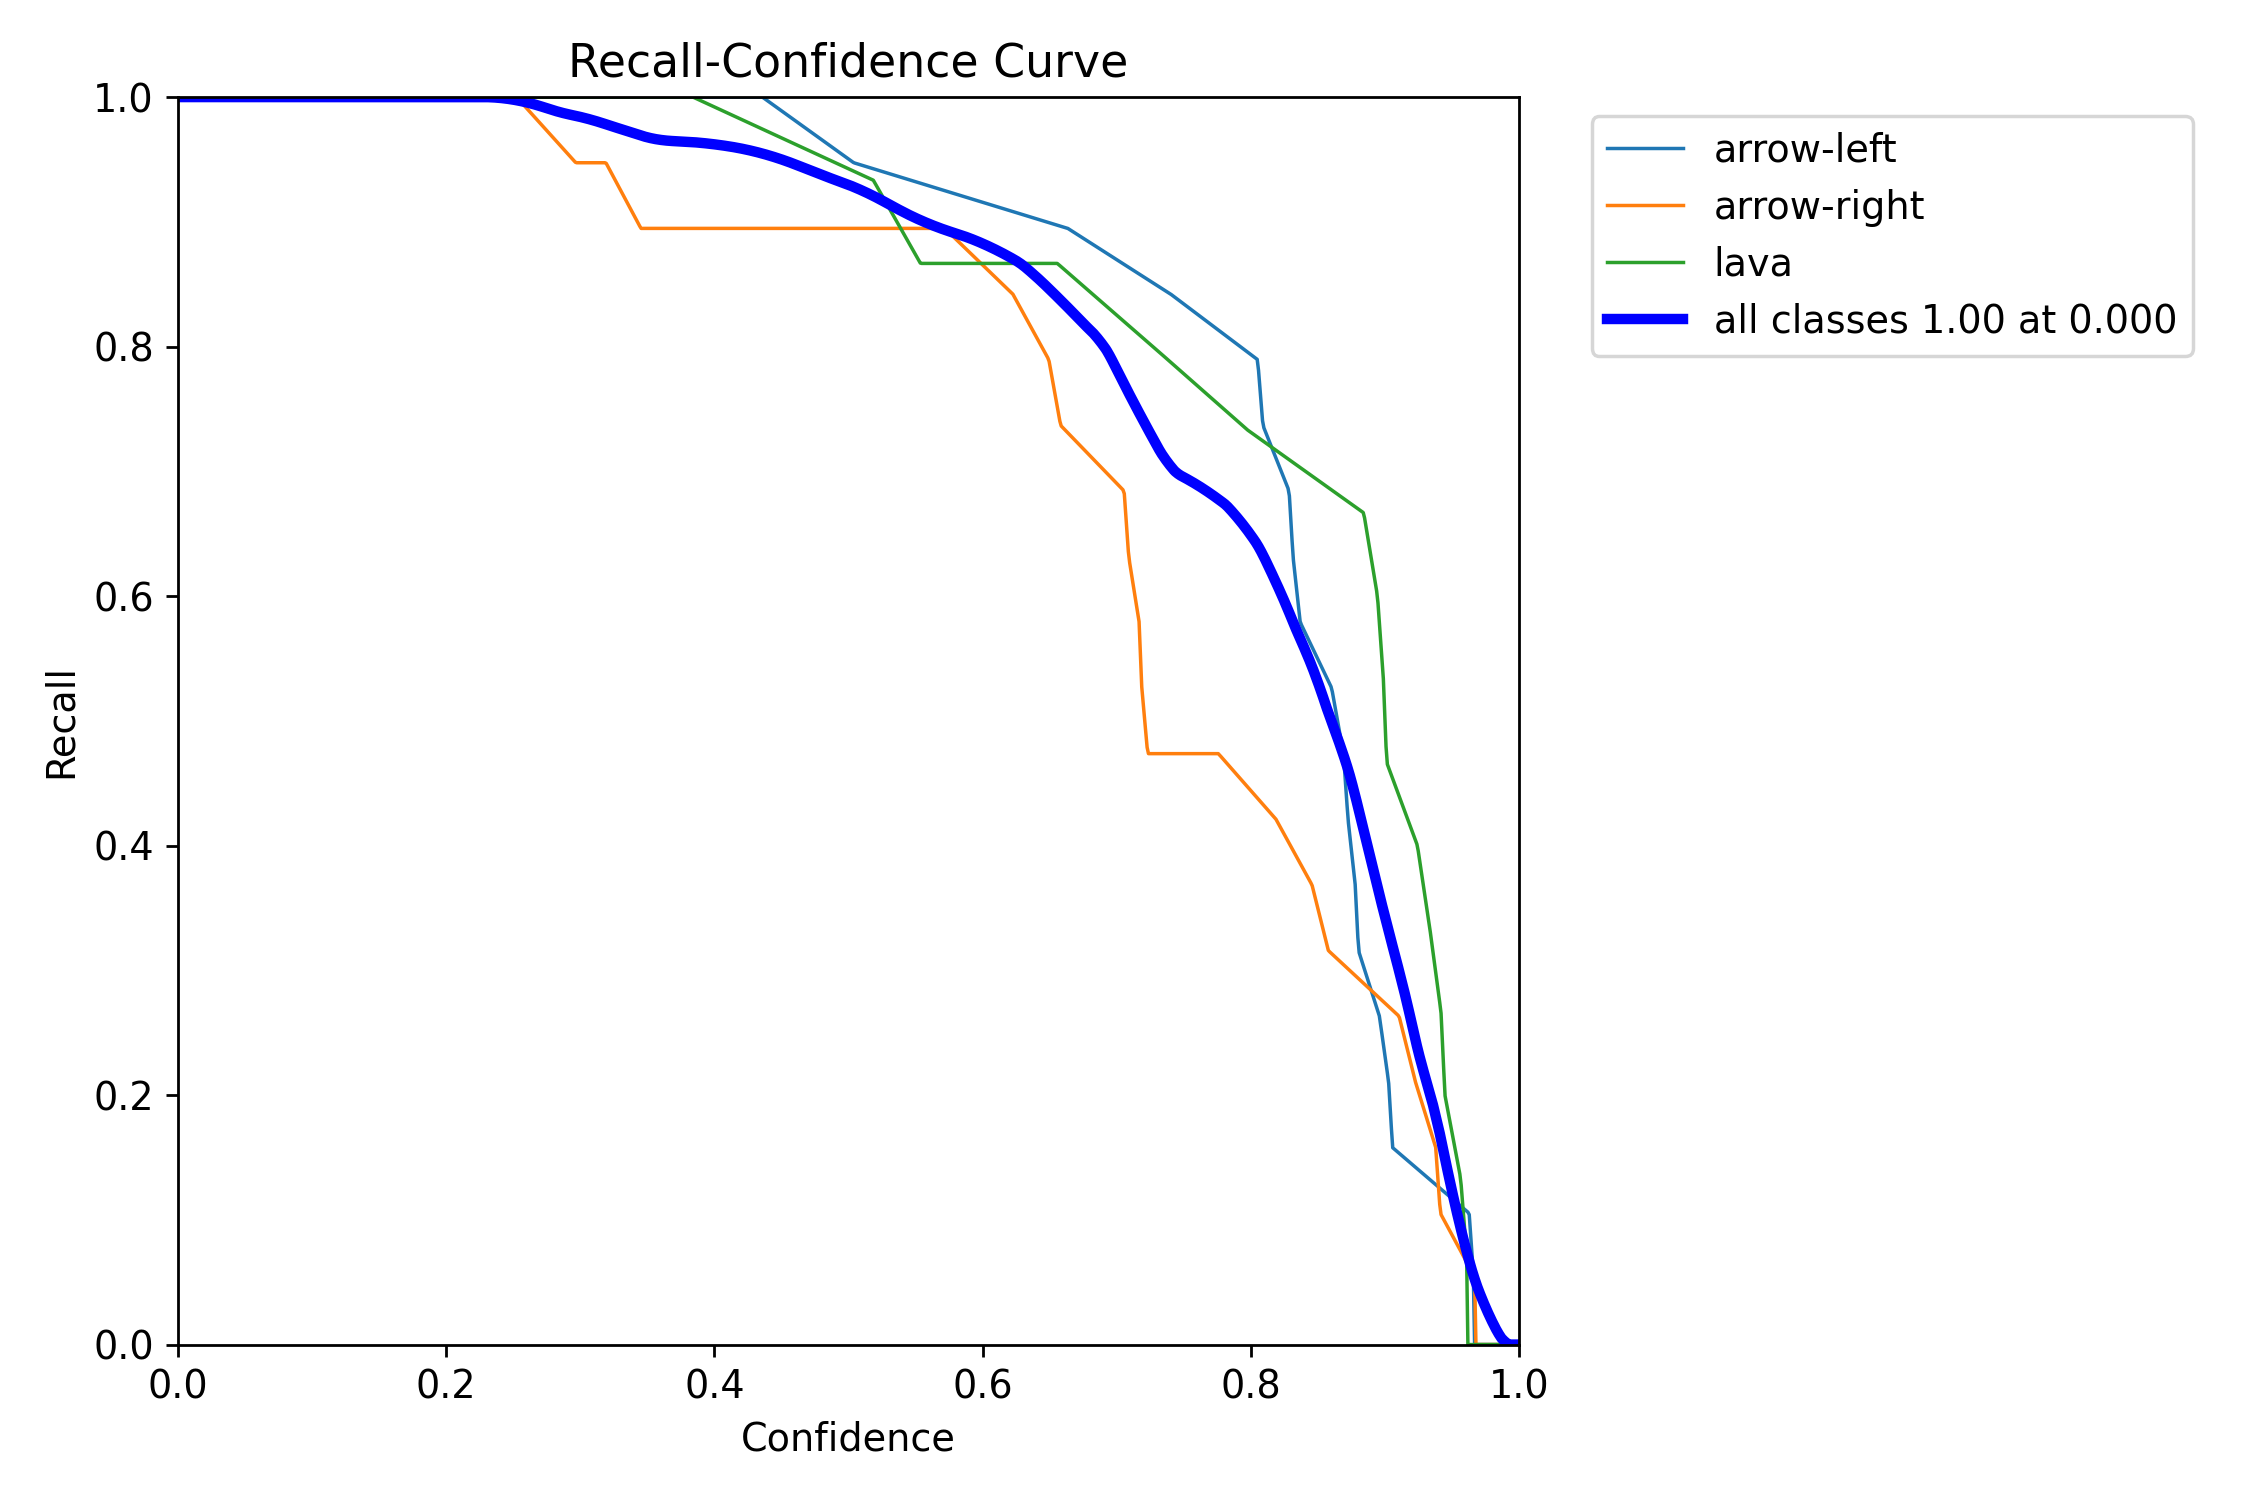 Recall-Confidence Curve
1.0
0.8
0.6
0.4
0.2
0.0
Recall
0.0 0.2 0.4 0.6 0.8 1.0
Confidence
arrow-left
arrow-right
lava
all classes 1.00 at 0.000